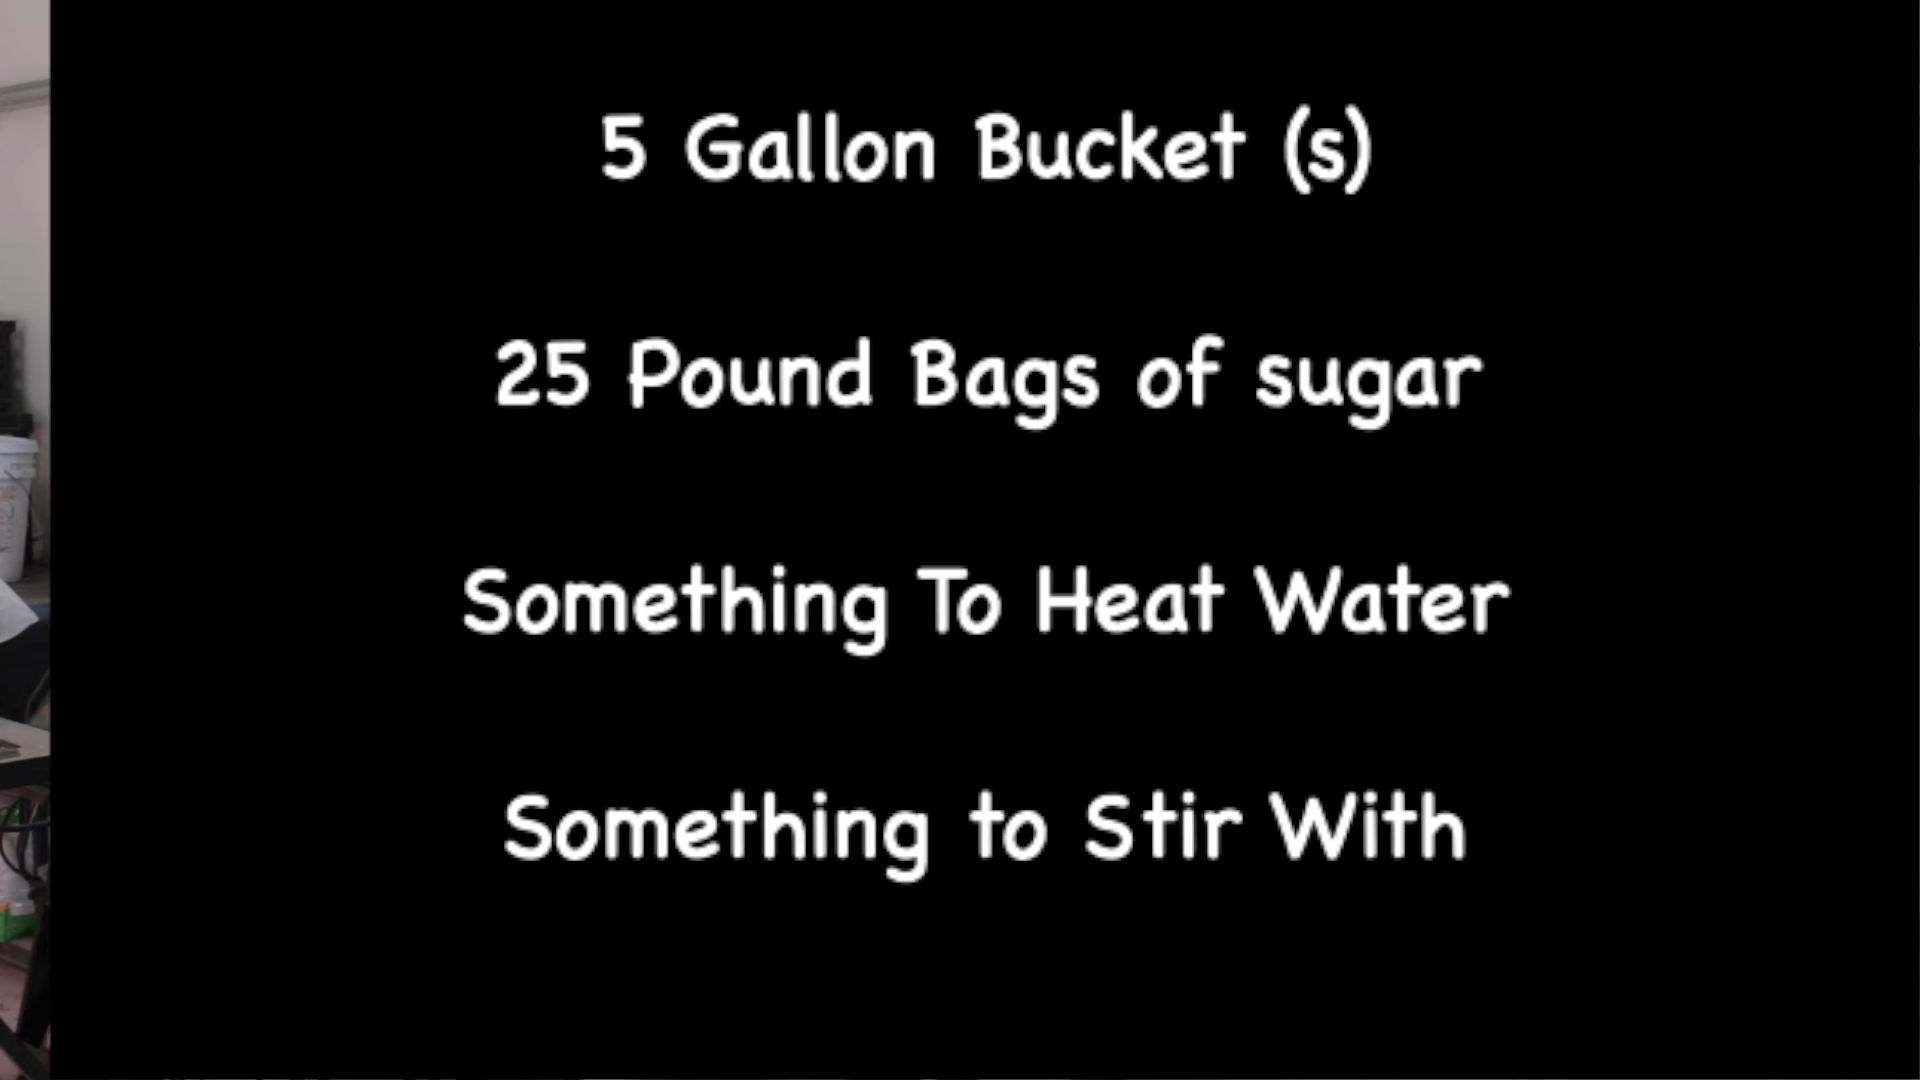 5 Gallon Bucket (s)
25 Pound Bags of sugar
Something To Heat Water
Something to Stir With